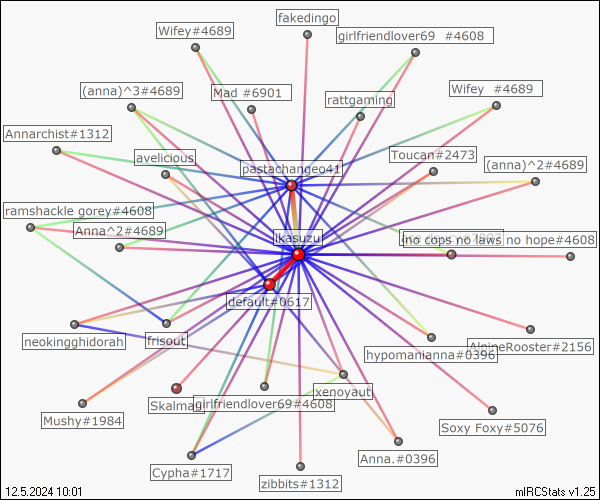 fakedingo
Wifey#4689
girlfriendlover69 #4608
(anna)^3#4689
Mad #6901
Wifey #4689
rattgaming
Annarchist#1312
avelicious
Toucan#2473
pastachangeo41
(anna)^2#4689
ramshackle gorey#4608
Anna^2#4689
ikasuzu
no cops no laws no hope#4608
default#0617
neokingghidorah
frisout
AlpineRooster#2156
hypomanianna#0396
xenoyaut
Skalman
girlfriendlover69#4608
Mushy#1984
Soxy Foxy#5076
Anna.#0396
Cypha#1717
zibbits#1312
12.5.2024 10:01
mIRCStats v1.25